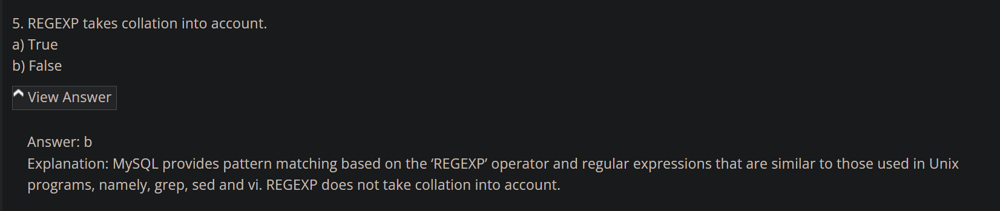 5. REGEXP takes collation into account.
a) True
b) False
View Answer
Answer: b
Explanation: MySQL provides pattern matching based on the ‘REGEXP’ operator and regular expressions that are similar to those used in Unix
programs, namely, grep, sed and vi. REGEXP does not take collation into account.